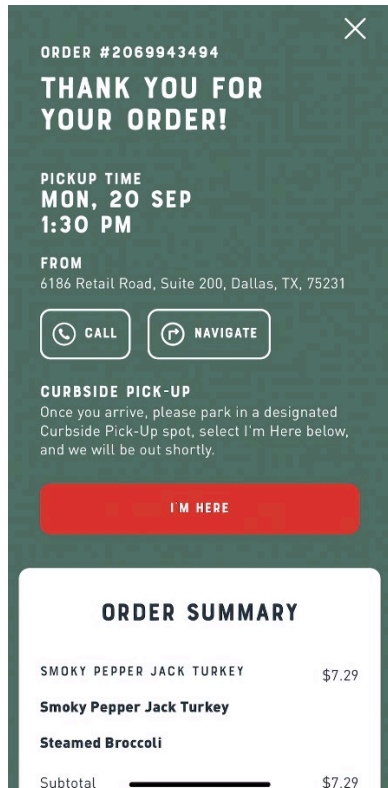 ORDER #2069943494
THANK YOU FOR
YOUR ORDER!
PICKUP TIME
MON, 20 SEP
1:30 PM
FROM
6186 Retail Road, Suite 200, Dallas, TX, 75231
CALL NAVIGATE
CURBSIDE PICK-UP
Once you arrive, please park in a designated
Curbside Pick-Up spot, select I'm Here below,
and we will be out shortly.
I'M HERE
ORDER SUMMARY
SMOKY PEPPER JACK TURKEY $7.29
Smoky Pepper Jack Turkey
Steamed Broccoli
Subtotal $7.29